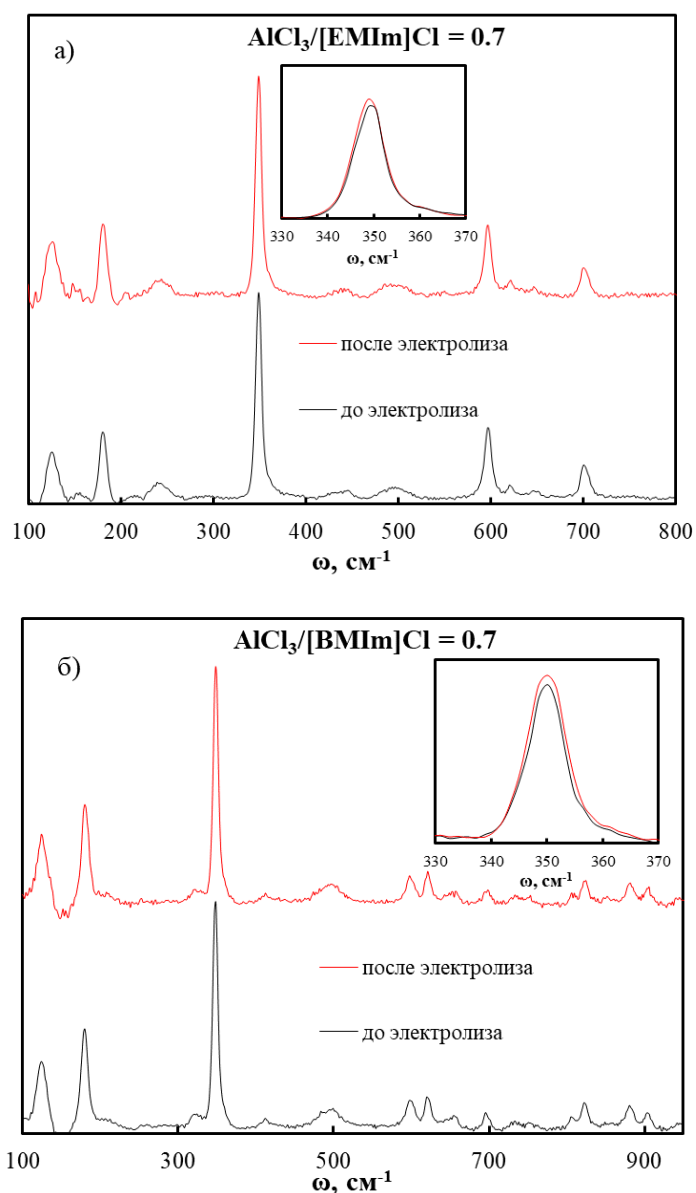 AlCl₃/[EMIm]Cl = 0.7
а)
330 340 350 360 370
ω, см⁻¹
после электролиза
до электролиза
100 200 300 400 500 600 700 800
ω, см⁻¹
AlCl₃/[BMIm]Cl = 0.7
б)
330 340 350 360 370
ω, см⁻¹
после электролиза
до электролиза
100 300 500 700 900
ω, см⁻¹